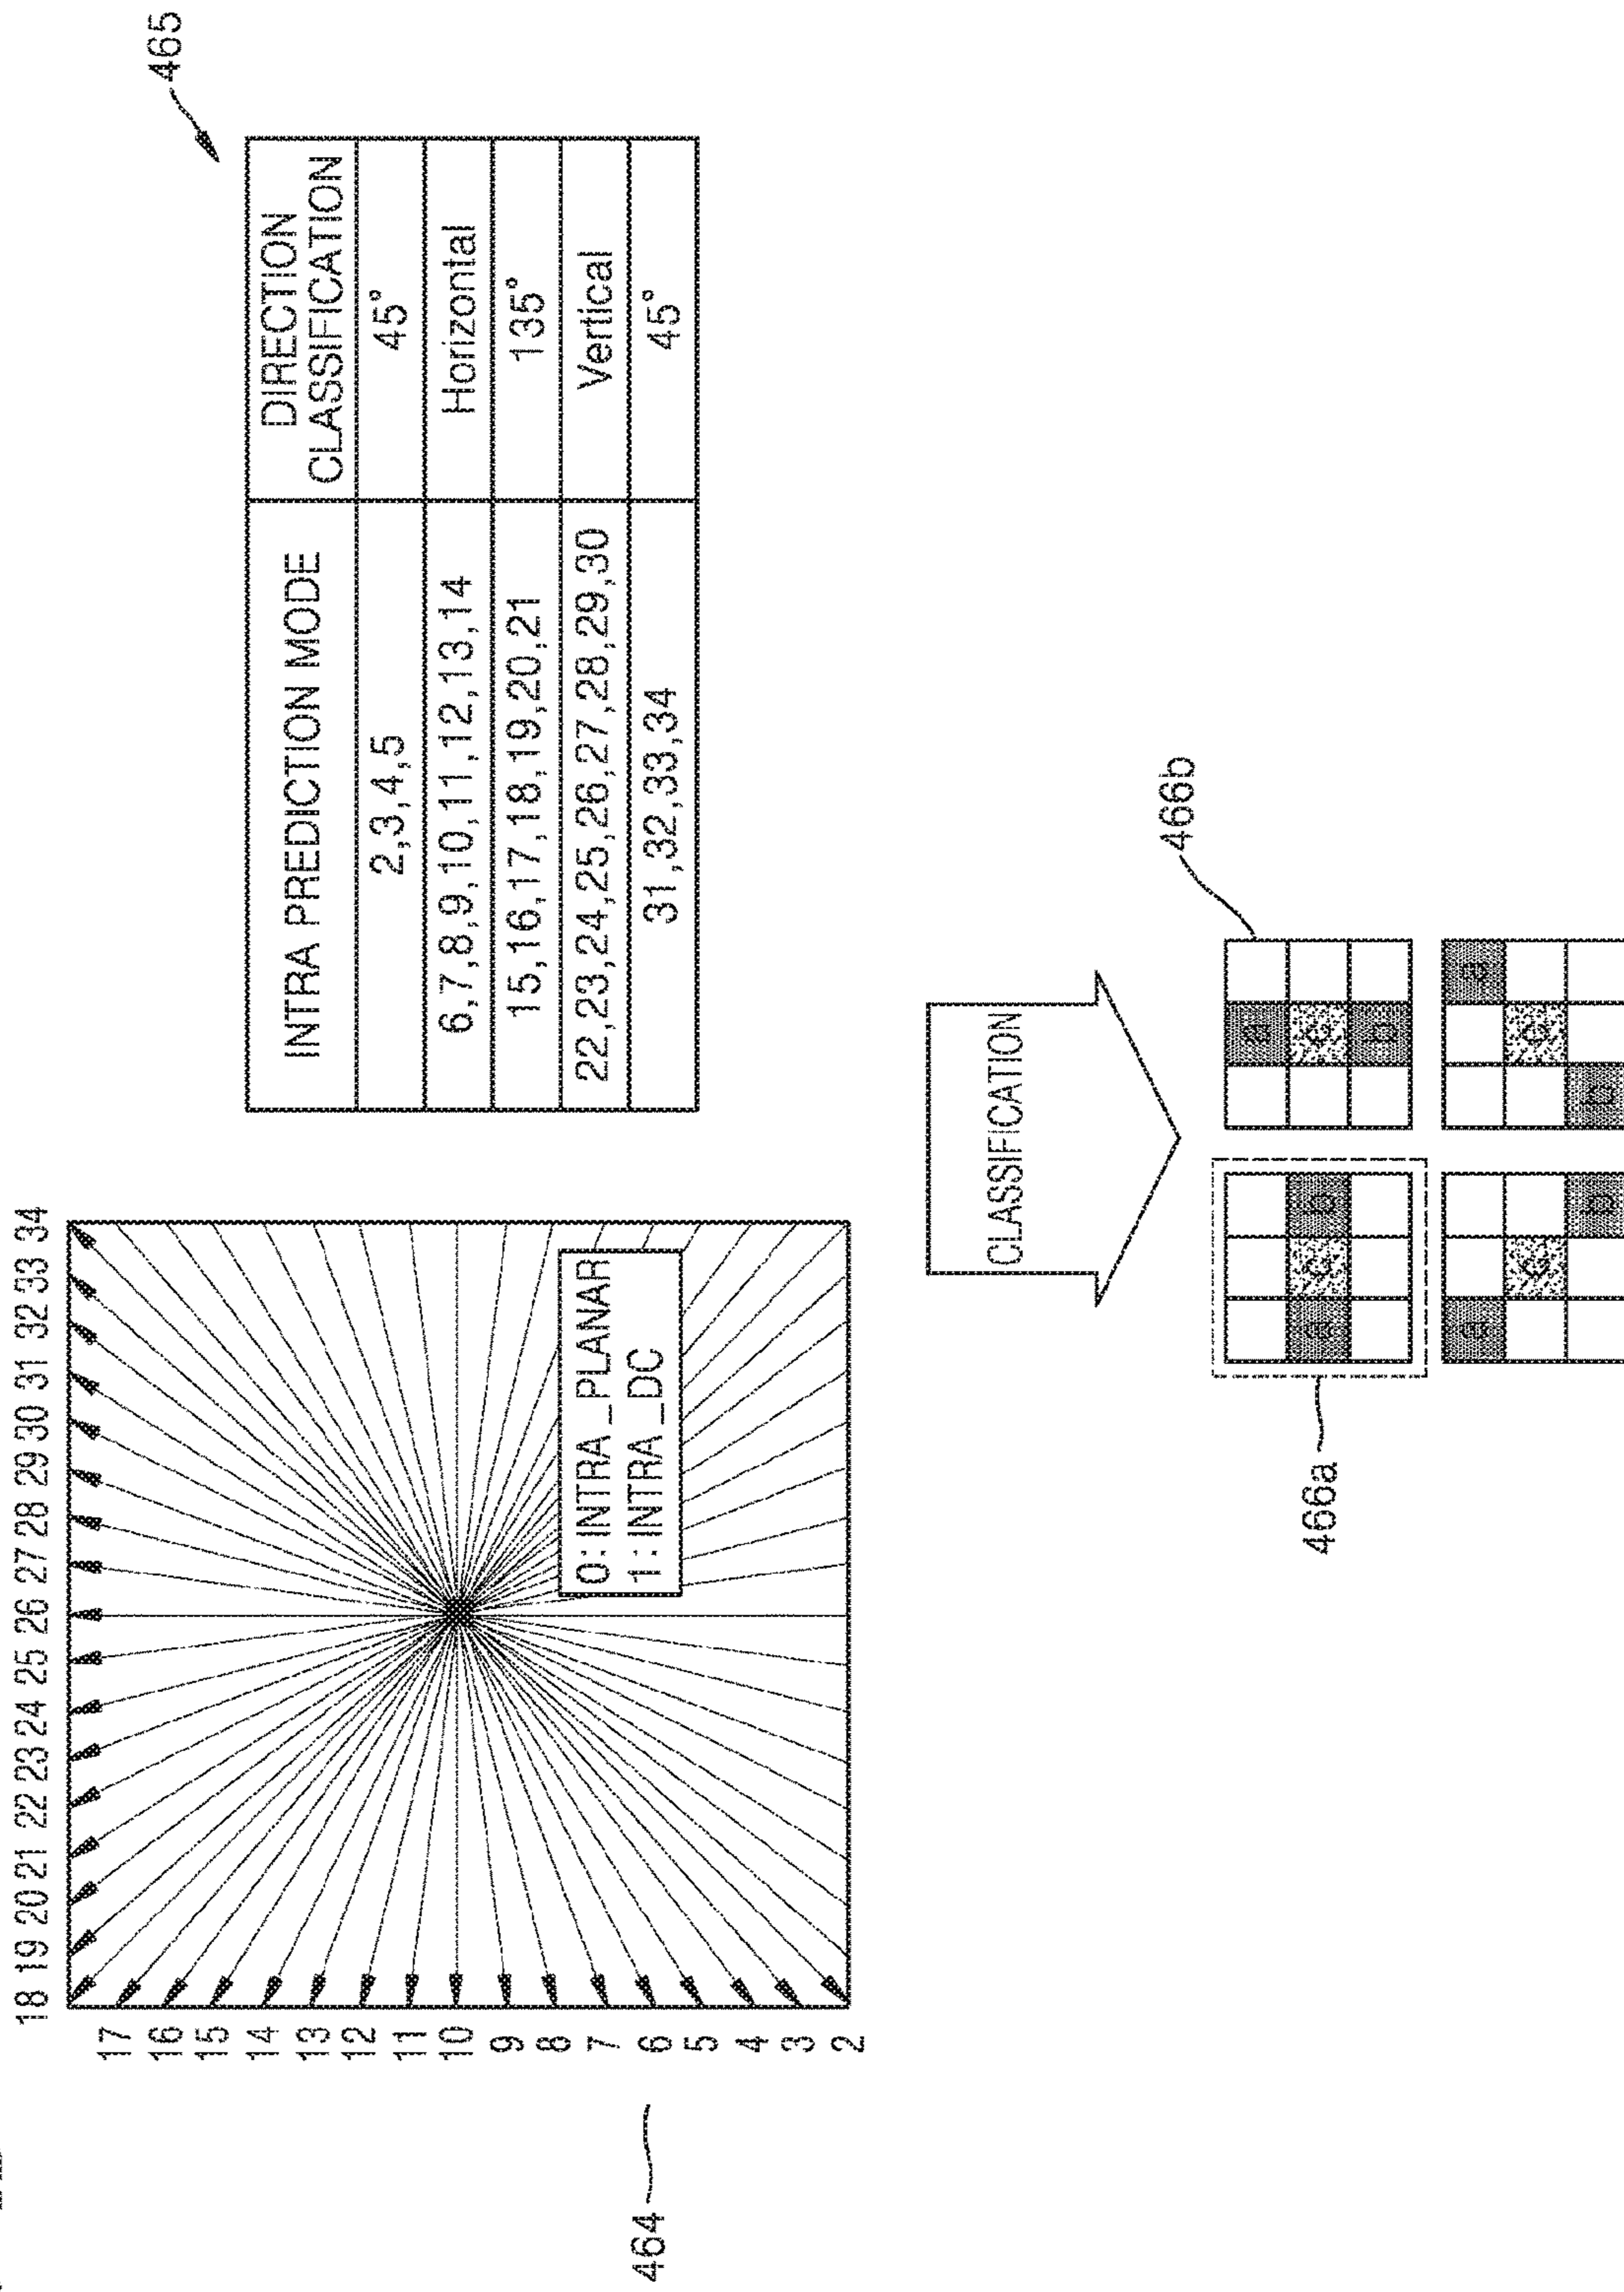 465
18 19 20 21 22 23 24 25 26 27 28 29 30 31 32 33 34
17
16
15
14
13
12
11
10
9
8
7
6
5
4
3
2
0:INTRA_PLANAR
1:INTRA_DC
464
INTRA PREDICTION MODE
DIRECTION
CLASSIFICATION
2,3,4,5
45°
6,7,8,9,10,11,12,13,14
Horizontal
15,16,17,18,19,20,21
135°
22,23,24,25,26,27,28,29,30
Vertical
31,32,33,34
45°
CLASSIFICATION
466a
466b